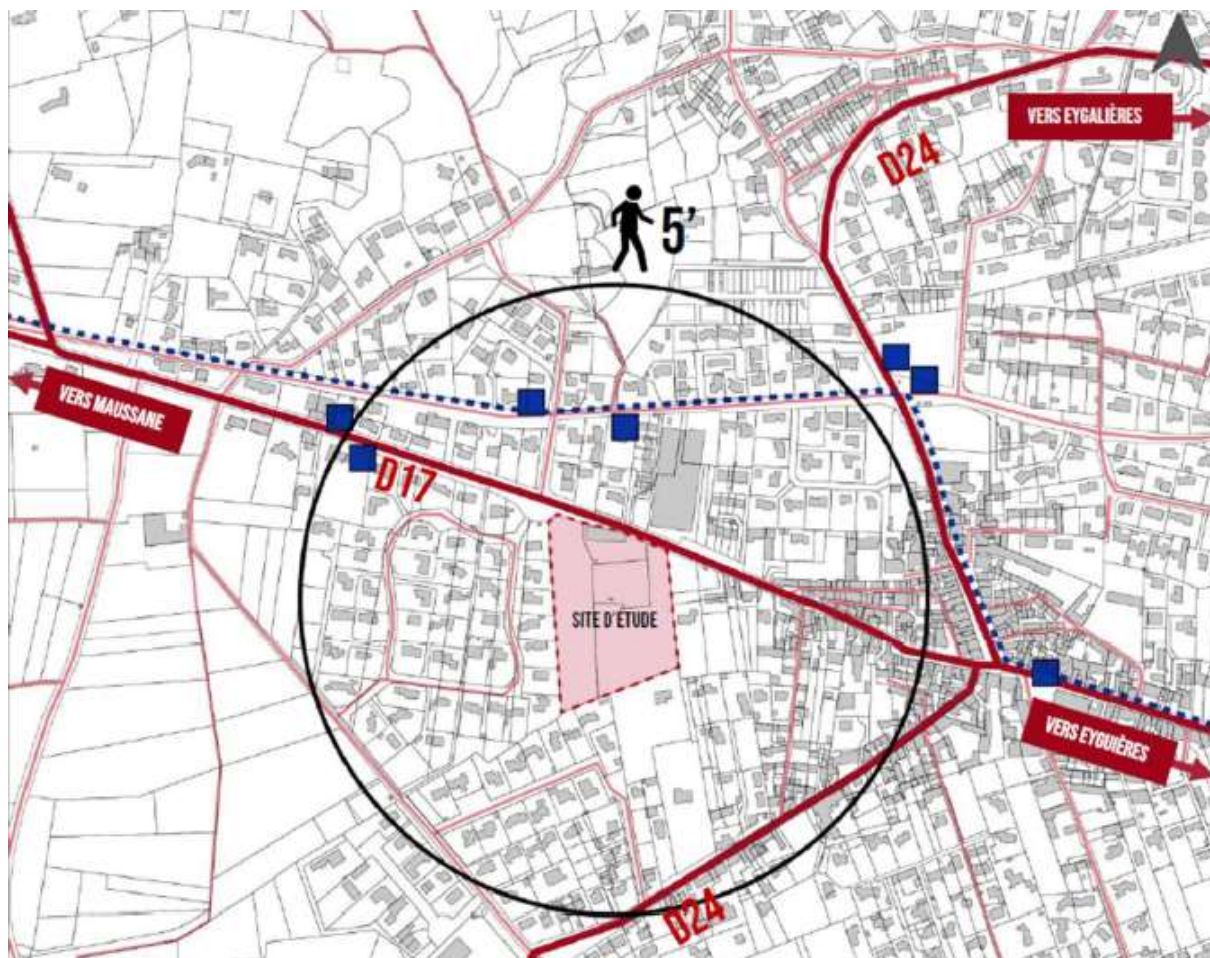 VERS EYGALIÈRES
D24
5'
VERS MAUSSANE
D17
SITE D'ÉTUDE
VERS EYGUIÈRES
D24